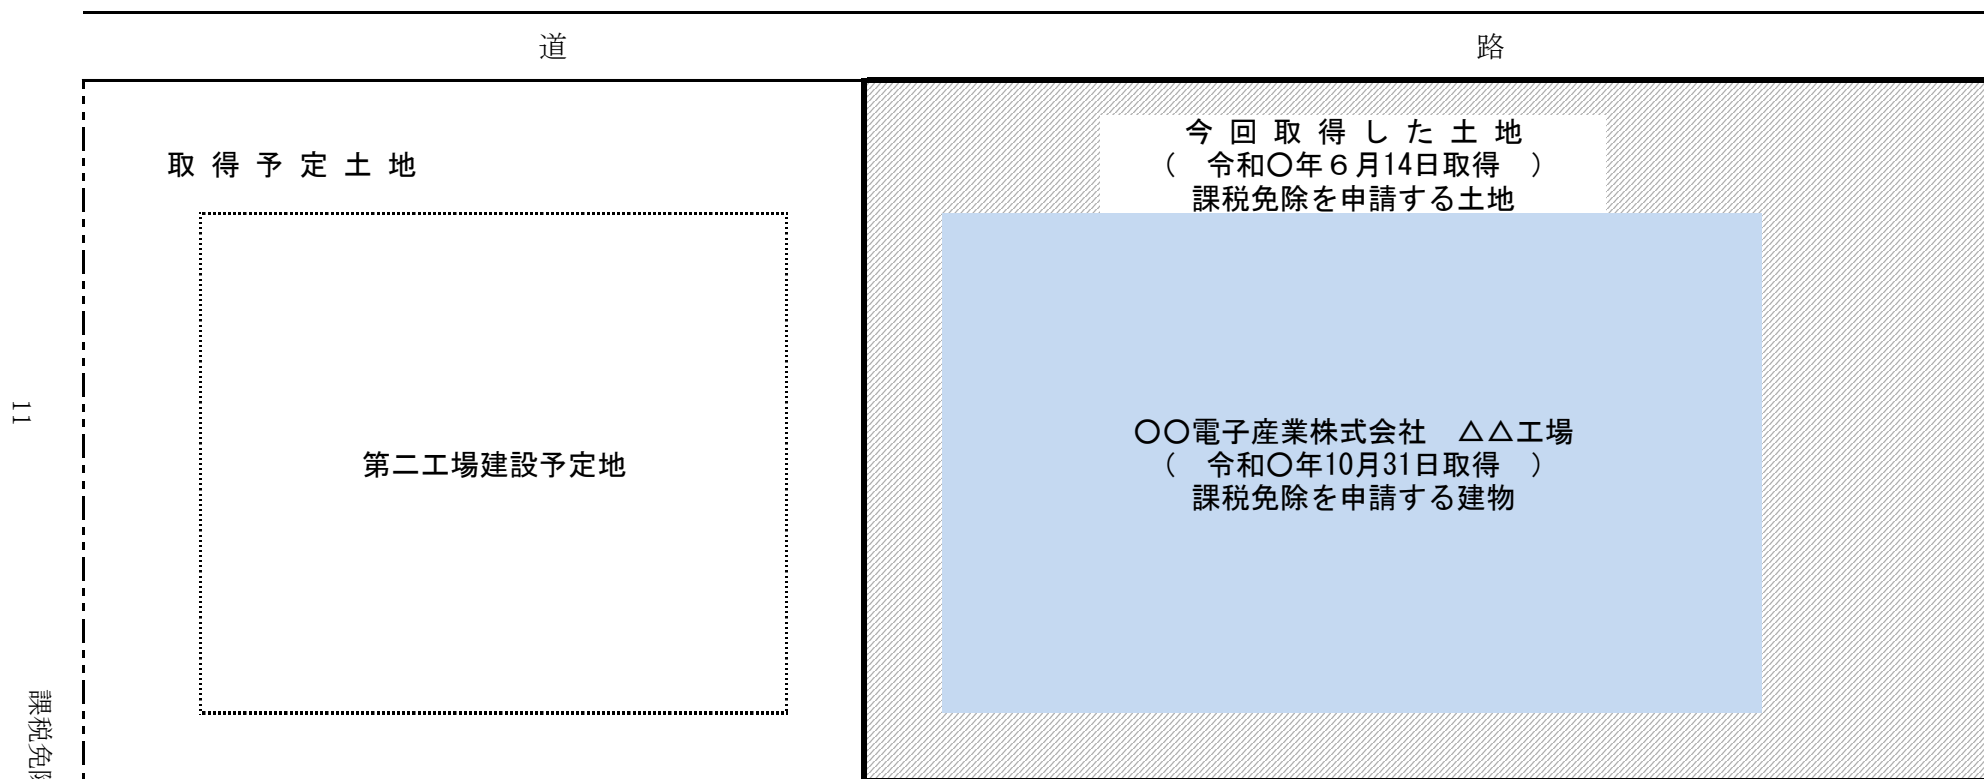 道　路
取 得 予 定 土 地
第二工場建設予定地
今 回 取 得 し た 土 地
（　令和〇年６月14日取得　）
課税免除を申請する土地
〇〇電子産業株式会社　△△工場
（　令和〇年10月31日取得　）
課税免除を申請する建物
11
課税免